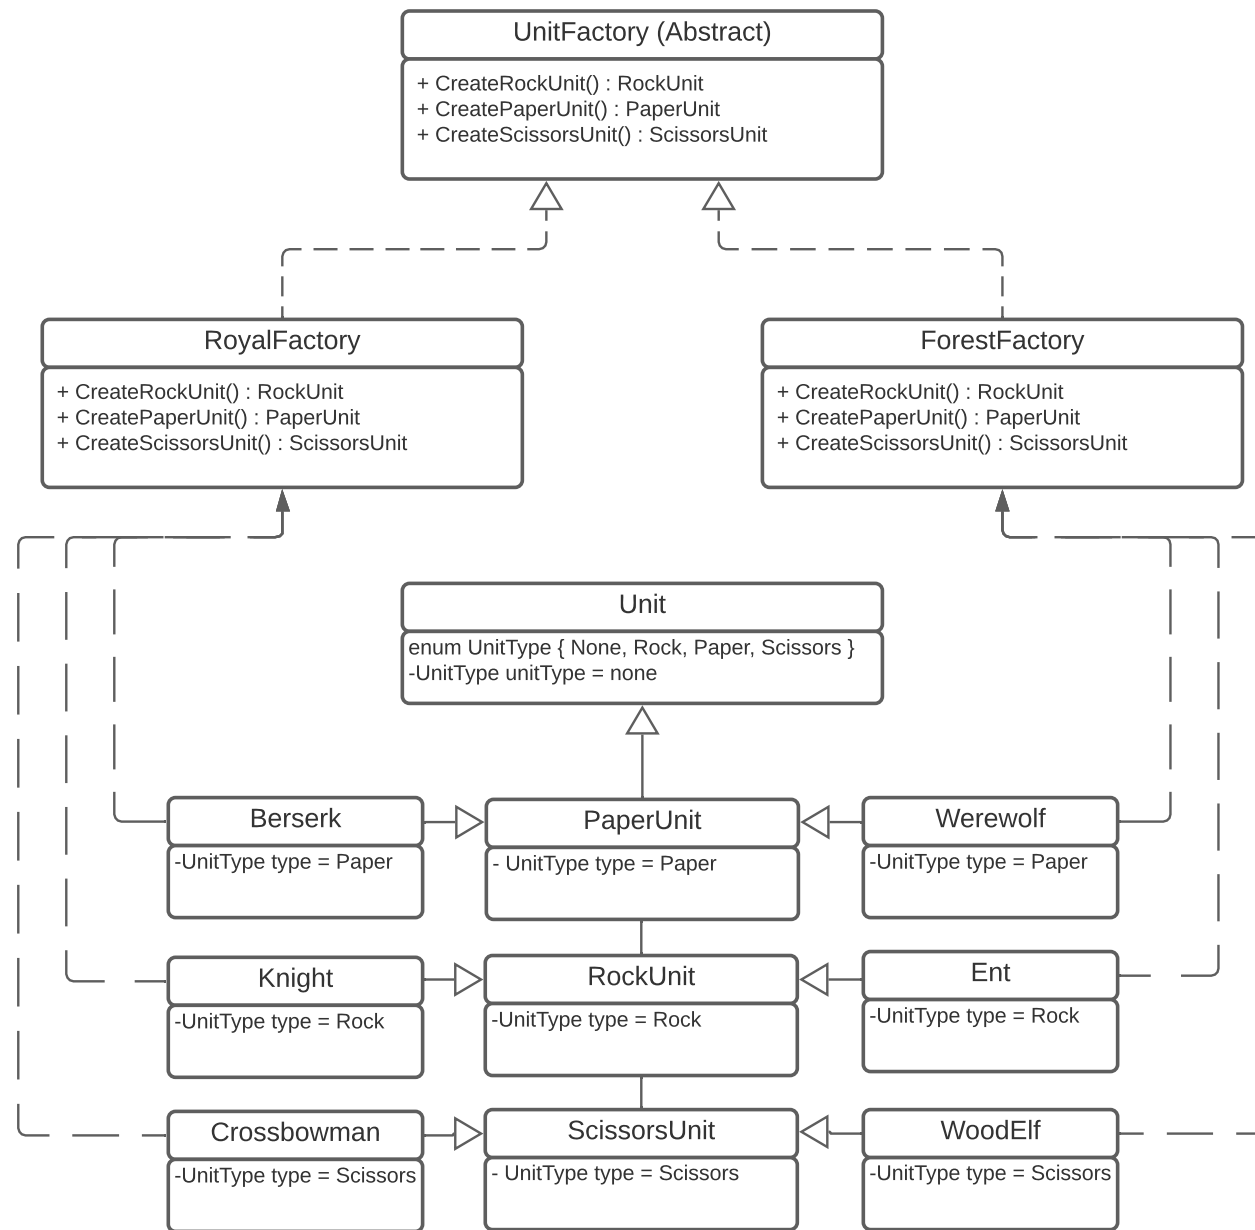 UnitFactory (Abstract)
+ CreateRockUnit() : RockUnit
+ CreatePaperUnit() : PaperUnit
+ CreateScissorsUnit() : ScissorsUnit
RoyalFactory
+ CreateRockUnit() : RockUnit
+ CreatePaperUnit() : PaperUnit
+ CreateScissorsUnit() : ScissorsUnit
ForestFactory
+ CreateRockUnit() : RockUnit
+ CreatePaperUnit() : PaperUnit
+ CreateScissorsUnit() : ScissorsUnit
Unit
enum UnitType { None, Rock, Paper, Scissors }
-UnitType unitType = none
Berserk
-UnitType type = Paper
PaperUnit
- UnitType type = Paper
Werewolf
-UnitType type = Paper
Knight
-UnitType type = Rock
RockUnit
-UnitType type = Rock
Ent
-UnitType type = Rock
Crossbowman
-UnitType type = Scissors
ScissorsUnit
- UnitType type = Scissors
WoodElf
-UnitType type = Scissors